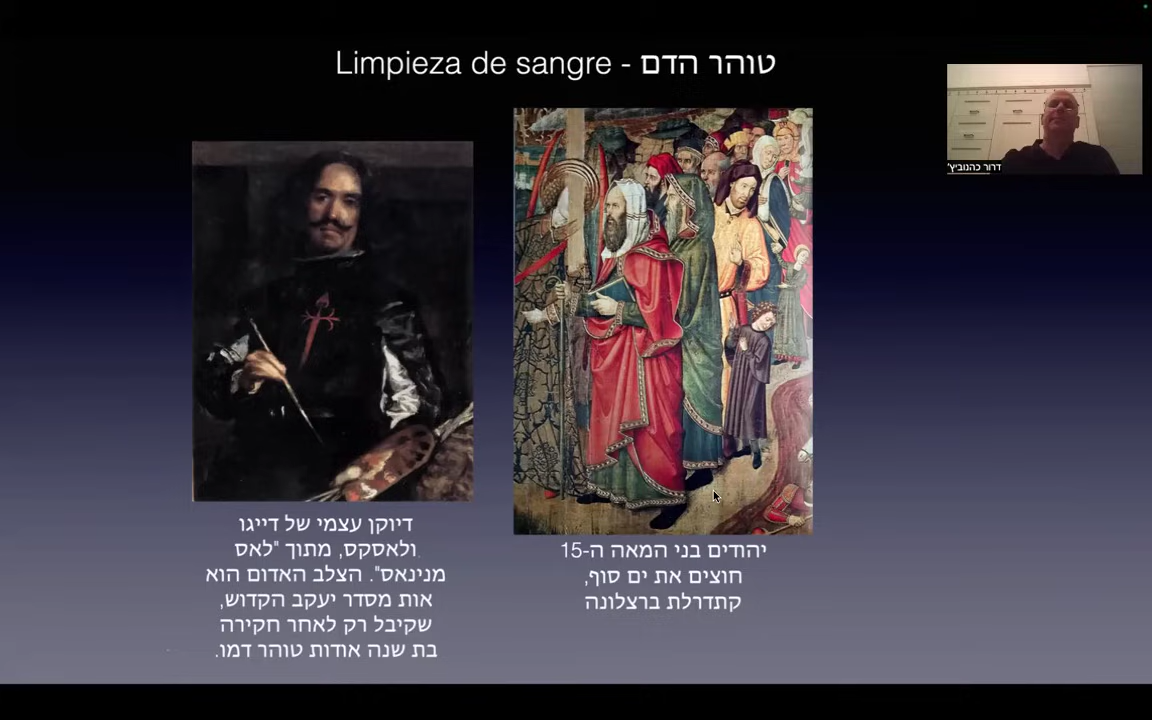 Limpieza de sangre - טוהר הדם
דרור כהנוביץ'
דיוקן עצמי של דייגו
ולאסקס, מתוך "לאס
מנינאס". הצלב האדום הוא
אות מסדר יעקב הקדוש,
שקיבל רק לאחר חקירה
בת שנה אודות טוהר דמו.
יהודים בני המאה ה-15
חוצים את ים סוף,
קתדרלת ברצלונה